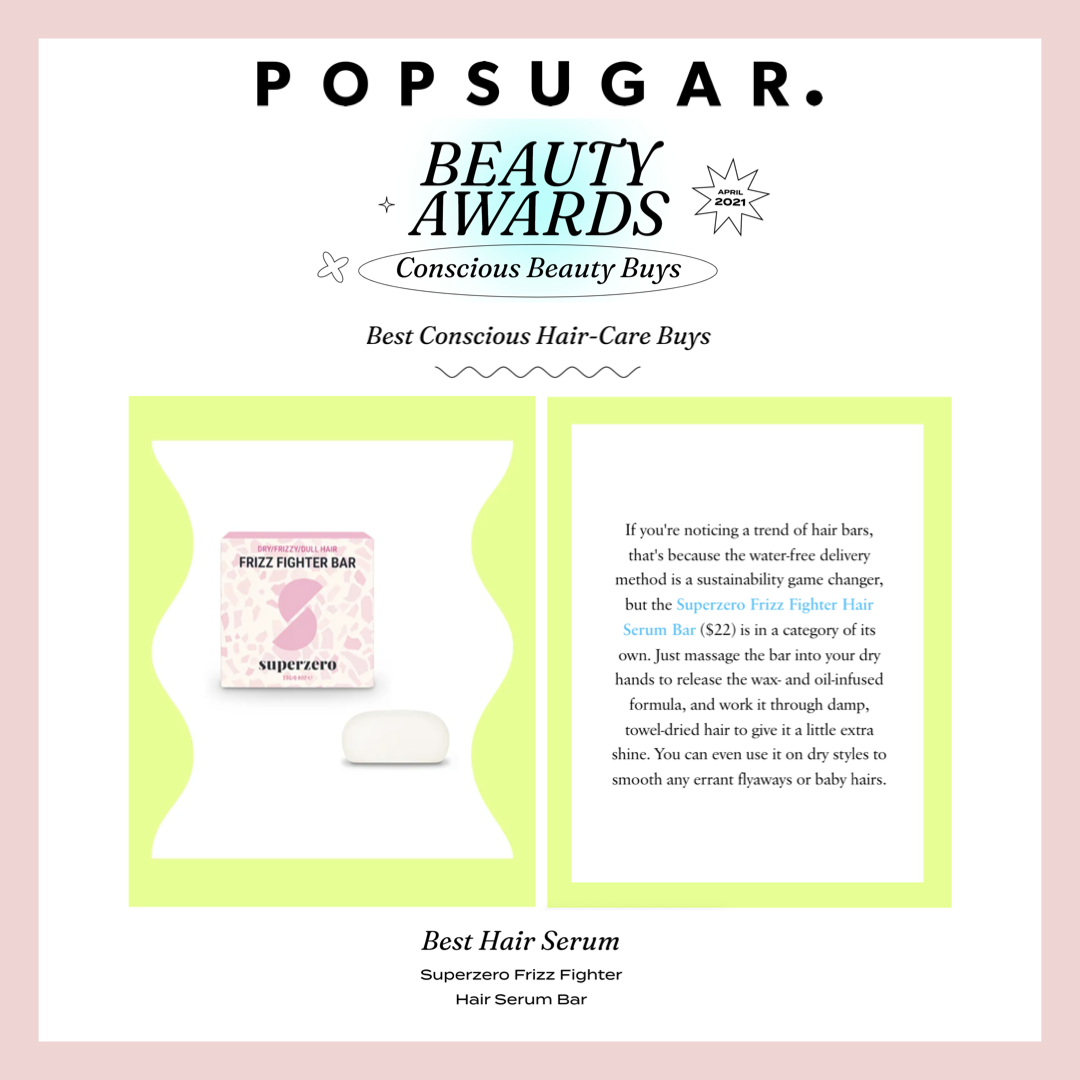 POPSUGAR.
BEAUTY
AWARDS
APRIL
2021
Conscious Beauty Buys
Best Conscious Hair-Care Buys
DRY/FRIZZY/DULL HAIR
FRIZZ FIGHTER BAR
superzero
If you're noticing a trend of hair bars,
that's because the water-free delivery
method is a sustainability game changer,
but the Superzero Frizz Fighter Hair
Serum Bar ($22) is in a category of its
own. Just massage the bar into your dry
hands to release the wax- and oil-infused
formula, and work it through damp,
towel-dried hair to give it a little extra
shine. You can even use it on dry styles to
smooth any errant flyaways or baby hairs.
Best Hair Serum
Superzero Frizz Fighter
Hair Serum Bar